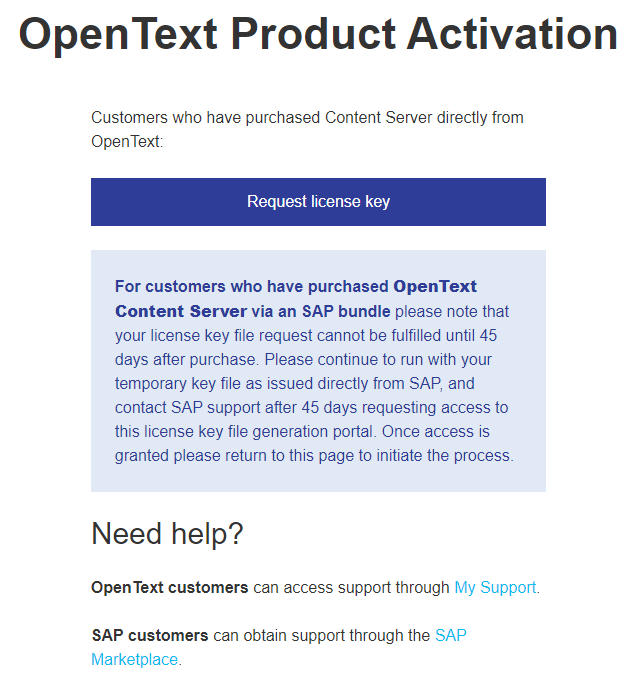 OpenText Product Activation
Customers who have purchased Content Server directly from
OpenText:
Request license key
For customers who have purchased OpenText
Content Server via an SAP bundle please note that
your license key file request cannot be fulfilled until 45
days after purchase. Please continue to run with your
temporary key file as issued directly from SAP, and
contact SAP support after 45 days requesting access to
this license key file generation portal. Once access is
granted please return to this page to initiate the process.
Need help?
OpenText customers can access support through My Support.
SAP customers can obtain support through the SAP
Marketplace.